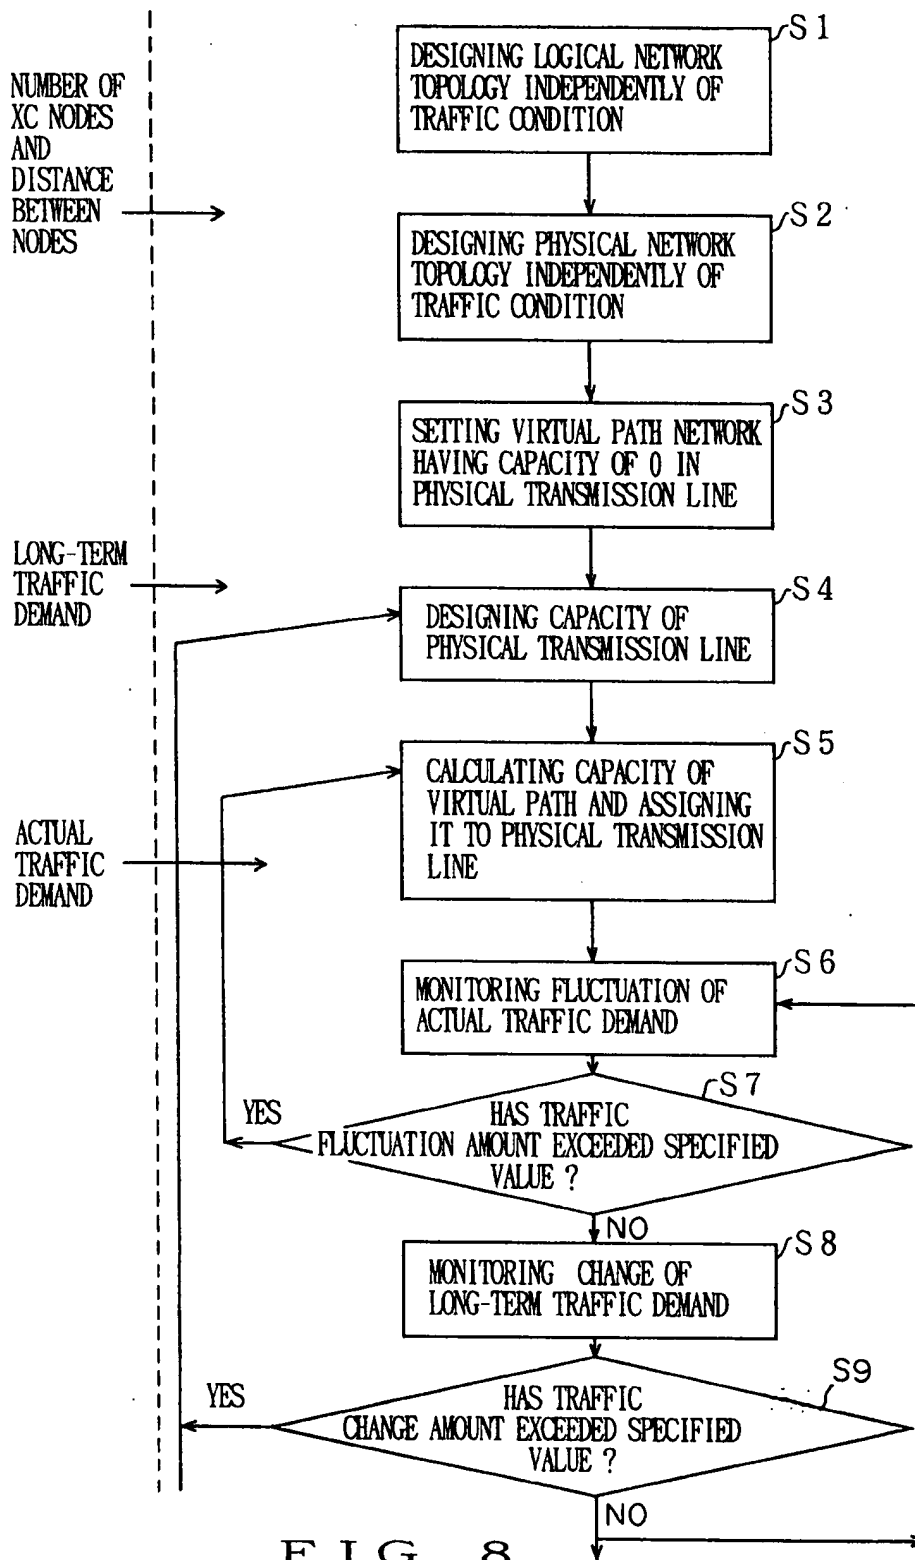 S1
DESIGNING LOGICAL NETWORK
TOPOLOGY INDEPENDENTLY OF
TRAFFIC CONDITION
NUMBER OF
XC NODES
AND
DISTANCE
BETWEEN
NODES
S2
DESIGNING PHYSICAL NETWORK
TOPOLOGY INDEPENDENTLY OF
TRAFFIC CONDITION
S3
SETTING VIRTUAL PATH NETWORK
HAVING CAPACITY OF 0 IN
PHYSICAL TRANSMISSION LINE
LONG-TERM
TRAFFIC
DEMAND
S4
DESIGNING CAPACITY OF
PHYSICAL TRANSMISSION LINE
S5
CALCULATING CAPACITY OF
VIRTUAL PATH AND ASSIGNING
IT TO PHYSICAL TRANSMISSION
LINE
ACTUAL
TRAFFIC
DEMAND
S6
MONITORING FLUCTUATION OF
ACTUAL TRAFFIC DEMAND
S7
YES
HAS TRAFFIC
FLUCTUATION AMOUNT EXCEEDED SPECIFIED
VALUE ?
NO
S8
MONITORING CHANGE OF
LONG-TERM TRAFFIC DEMAND
S9
YES
HAS TRAFFIC
CHANGE AMOUNT EXCEEDED SPECIFIED
VALUE ?
NO
FIG. 8